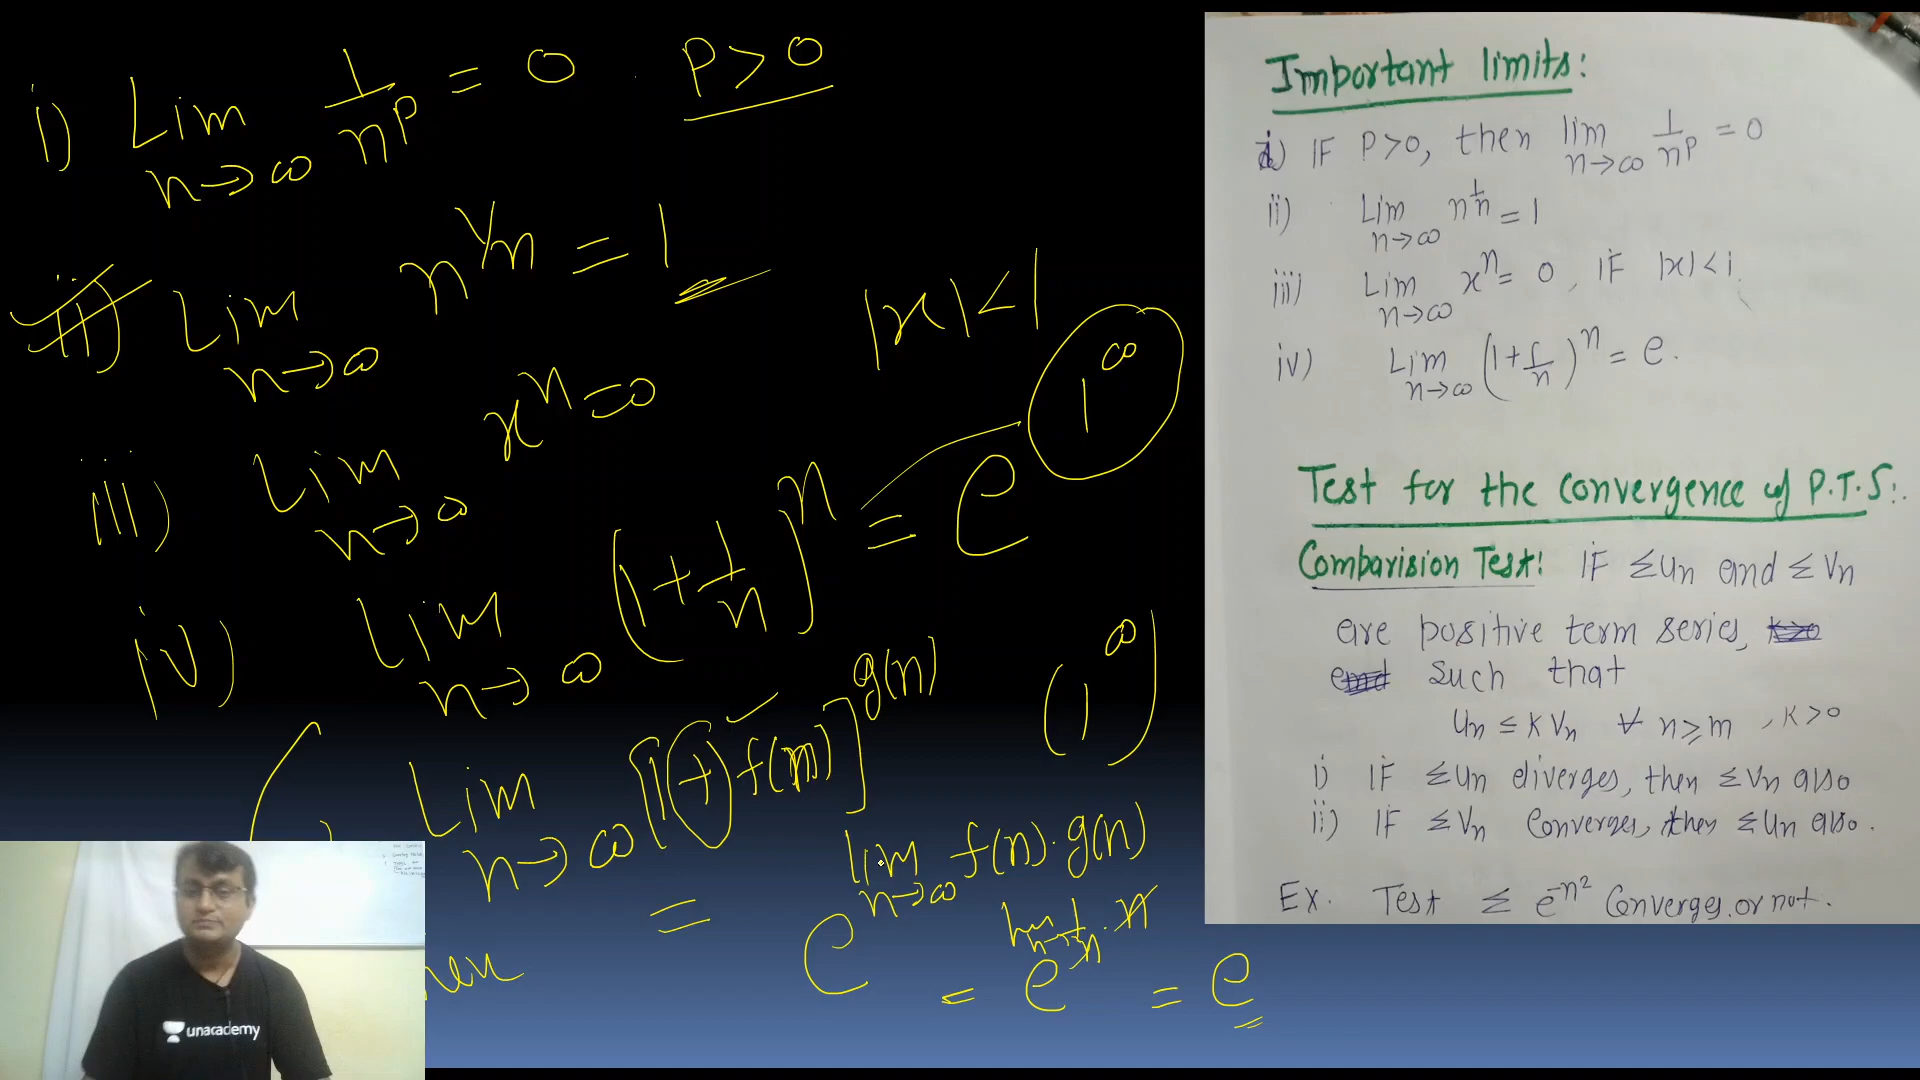 i) Lim n→∞ 1/n^p = 0 . P>0
ii) Lim n→∞ n^1/n = 1
|x|<1
iii) Lim n→∞ x^n=0
1^∞
iv) Lim n→∞ (1+1/n)^n = e
Lim n→∞ [1+f(n)]^g(n) (1^∞)
= e^lim n→∞ f(n).g(n)
= e^lim n→ 1/n . n = e
unacademy
Important limits:
i) IF P>0, then lim n→∞ 1/n^p = 0
ii) Lim n→∞ n^1/n = 1
iii) Lim n→∞ x^n = 0, iF |x|<1
iv) Lim n→∞ (1+1/n)^n = e.
Test for the convergence of P.T.S:.
Comparision Test: iF ΣUn and ΣVn
are positive term series,
such that
Un ≤ K Vn ∀ n≥m , K>0
i) IF ΣUn diverges, then ΣVn also
ii) IF ΣVn Converges, then ΣUn also.
Ex. Test Σ e^-n² Converges or not.